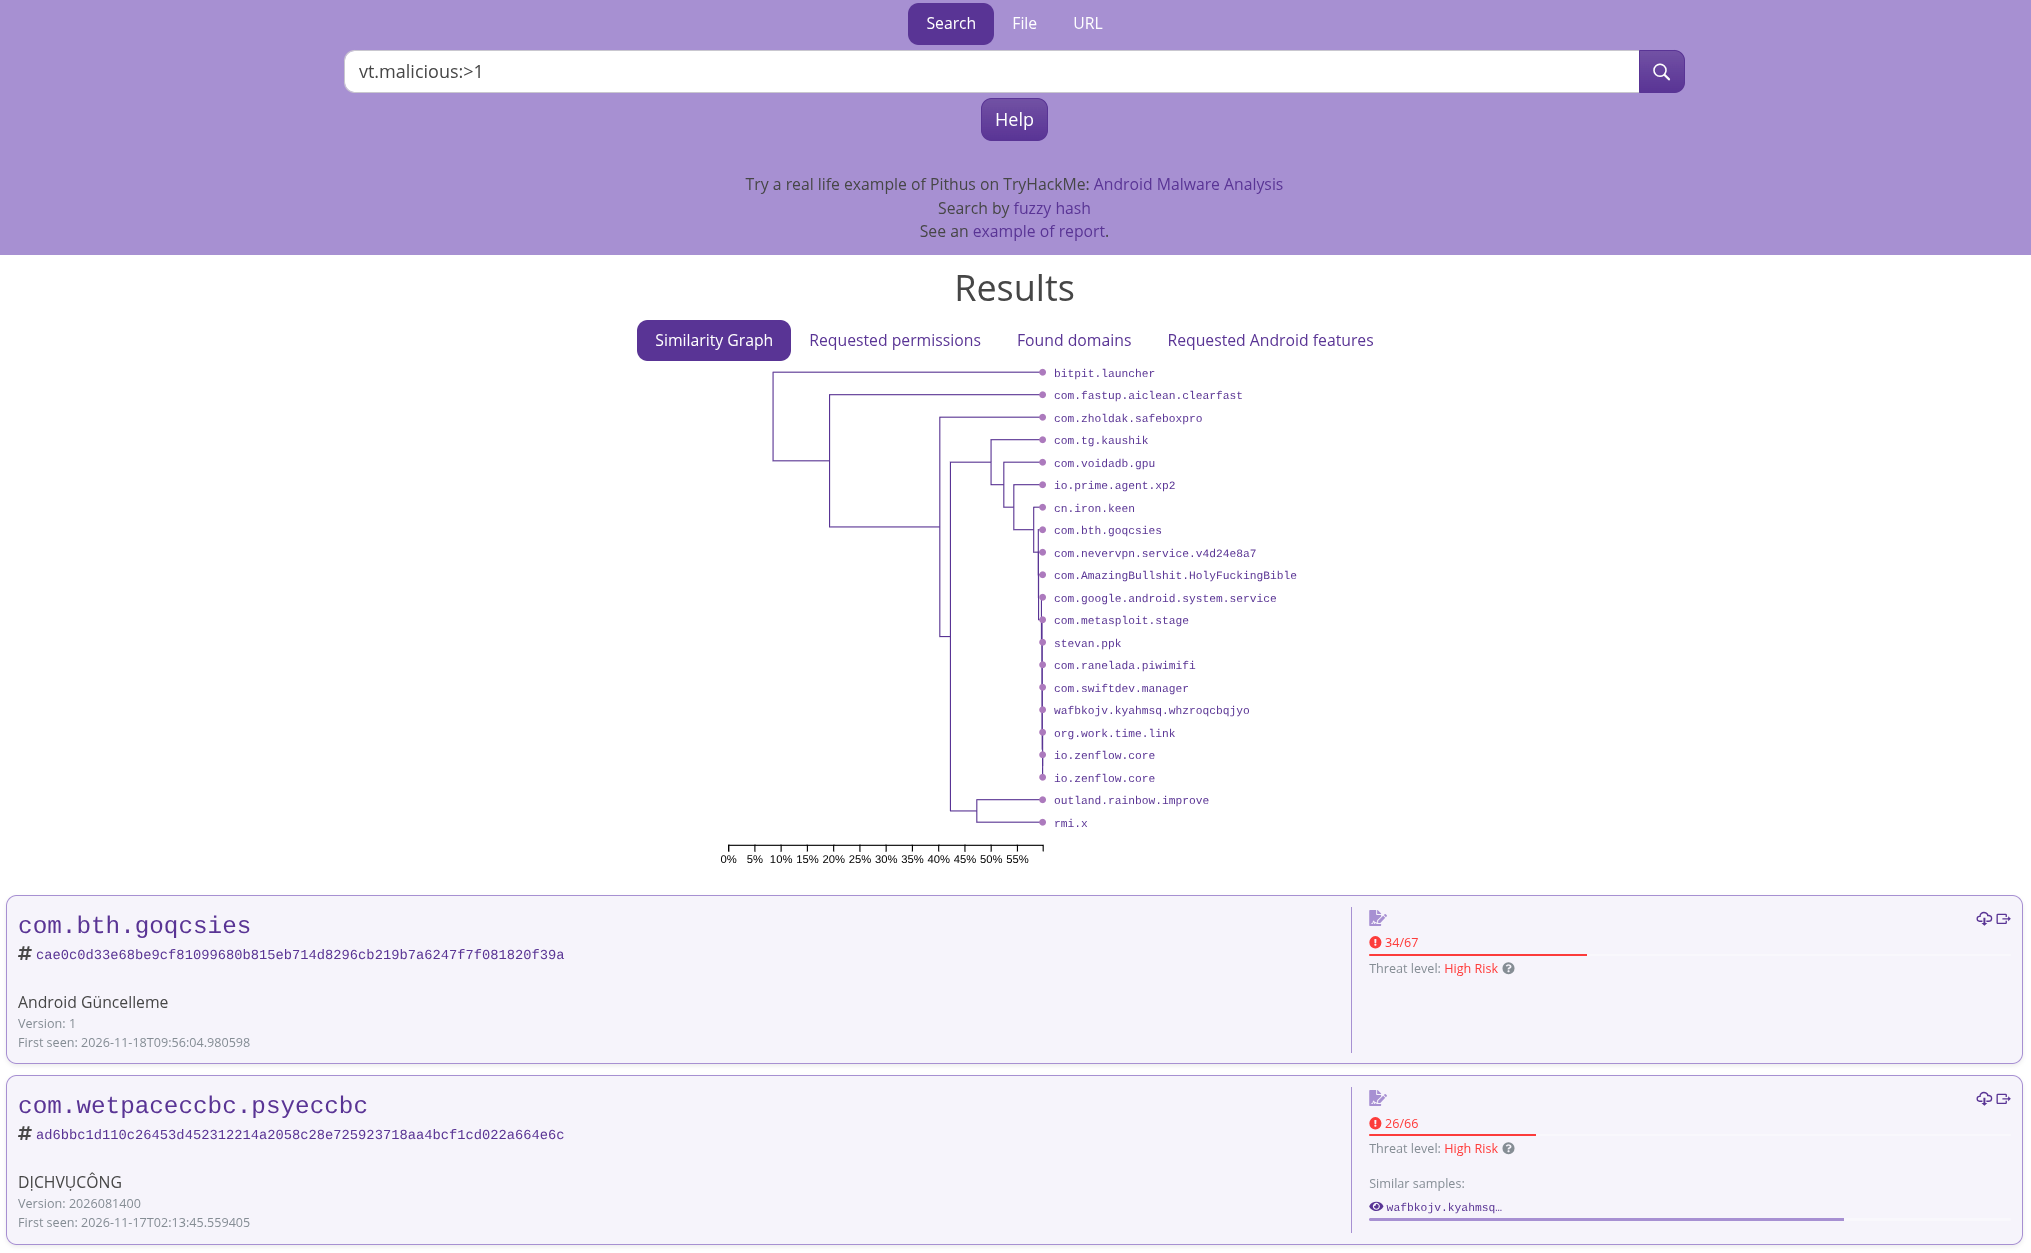 Search File URL
vt.malicious:>1
Help
Try a real life example of Pithus on TryHackMe: Android Malware Analysis
Search by fuzzy hash
See an example of report.
Results
Similarity Graph Requested permissions Found domains Requested Android features
bitpit.launcher
com.fastup.aiclean.clearfast
com.zholdak.safeboxpro
com.tg.kaushik
com.voidadb.gpu
io.prime.agent.xp2
cn.iron.keen
com.bth.goqcsies
com.nevervpn.service.v4d24e8a7
com.AmazingBullshit.HolyFuckingBible
com.google.android.system.service
com.metasploit.stage
stevan.ppk
com.ranelada.piwimifi
com.swiftdev.manager
wafbkojv.kyahmsq.whzroqcbqjyo
org.work.time.link
io.zenflow.core
io.zenflow.core
outland.rainbow.improve
rmi.x
0% 5% 10% 15% 20% 25% 30% 35% 40% 45% 50% 55%
com.bth.goqcsies
# cae0c0d33e68be9cf81099680b815eb714d8296cb219b7a6247f7f081820f39a
Android Güncelleme
Version: 1
First seen: 2026-11-18T09:56:04.980598
34/67
Threat level: High Risk
com.wetpaceccbc.psyeccbc
# ad6bbc1d110c26453d452312214a2058c28e725923718aa4bcf1cd022a664e6c
DỊCHVỤCÔNG
Version: 2026081400
First seen: 2026-11-17T02:13:45.559405
26/66
Threat level: High Risk
Similar samples:
wafbkojv.kyahmsq…